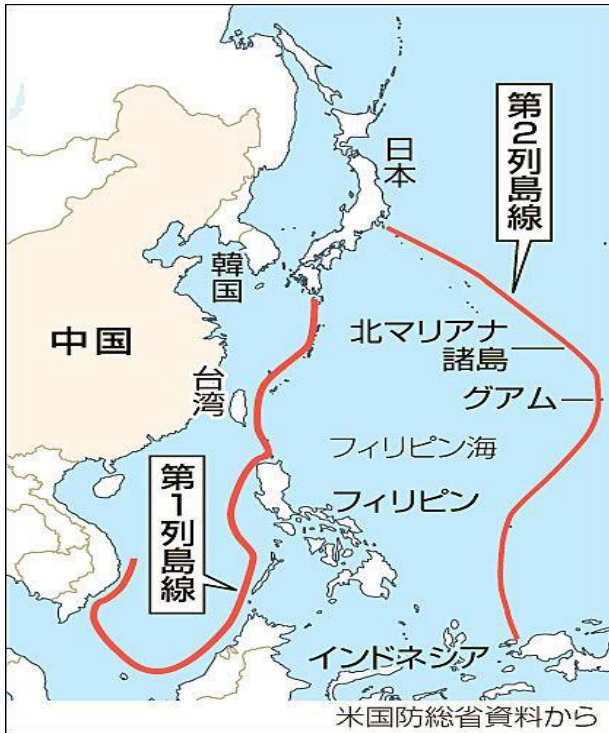 第2列島線
日本
韓国
中国
北マリアナ
諸島
グアム
台湾
フィリピン海
フィリピン
第1列島線
インドネシア
米国防総省資料から